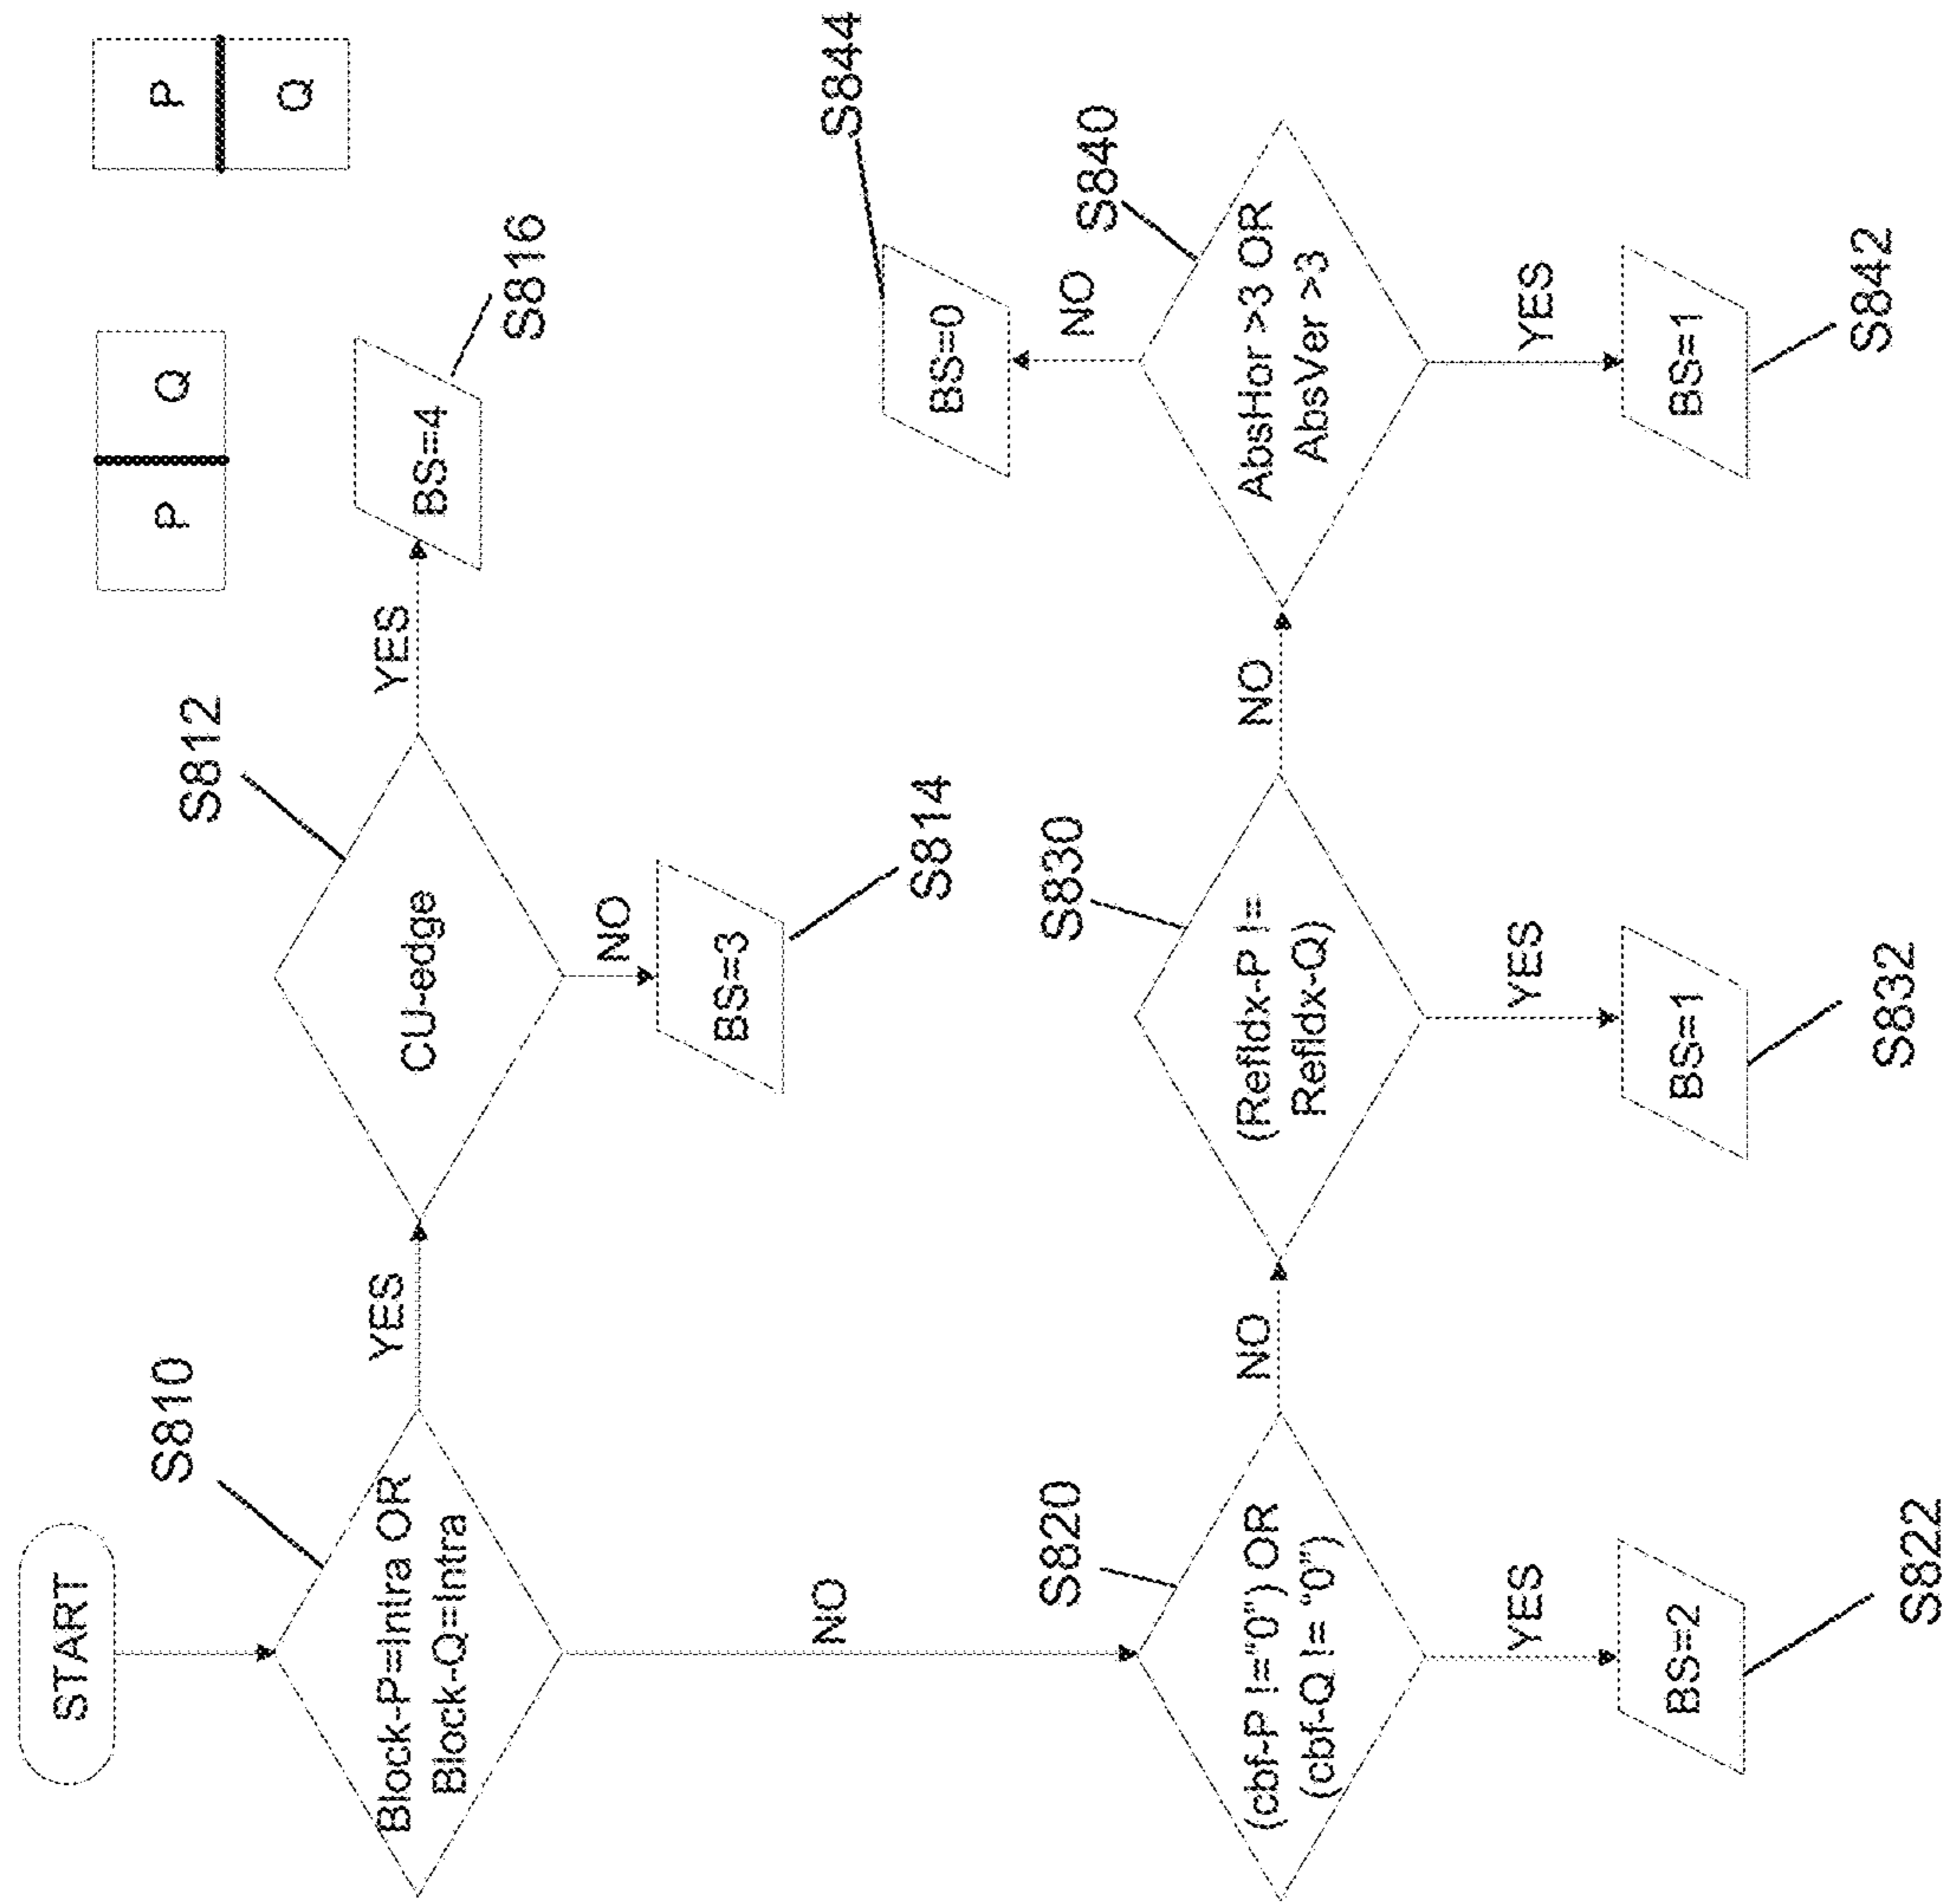 START
S810
Block-P=Intra OR
Block-Q=Intra
YES
S812
CU-edge
YES
BS=4
S816
P
Q
P
Q
NO
BS=3
S814
NO
S820
(cbf-P !="0") OR
(cbf-Q != "0")
NO
S830
(RefIdx-P !=
RefIdx-Q)
NO
S840
AbsHor >3 OR
AbsVer >3
NO
BS=0
S844
YES
BS=2
S822
YES
BS=1
S832
YES
BS=1
S842